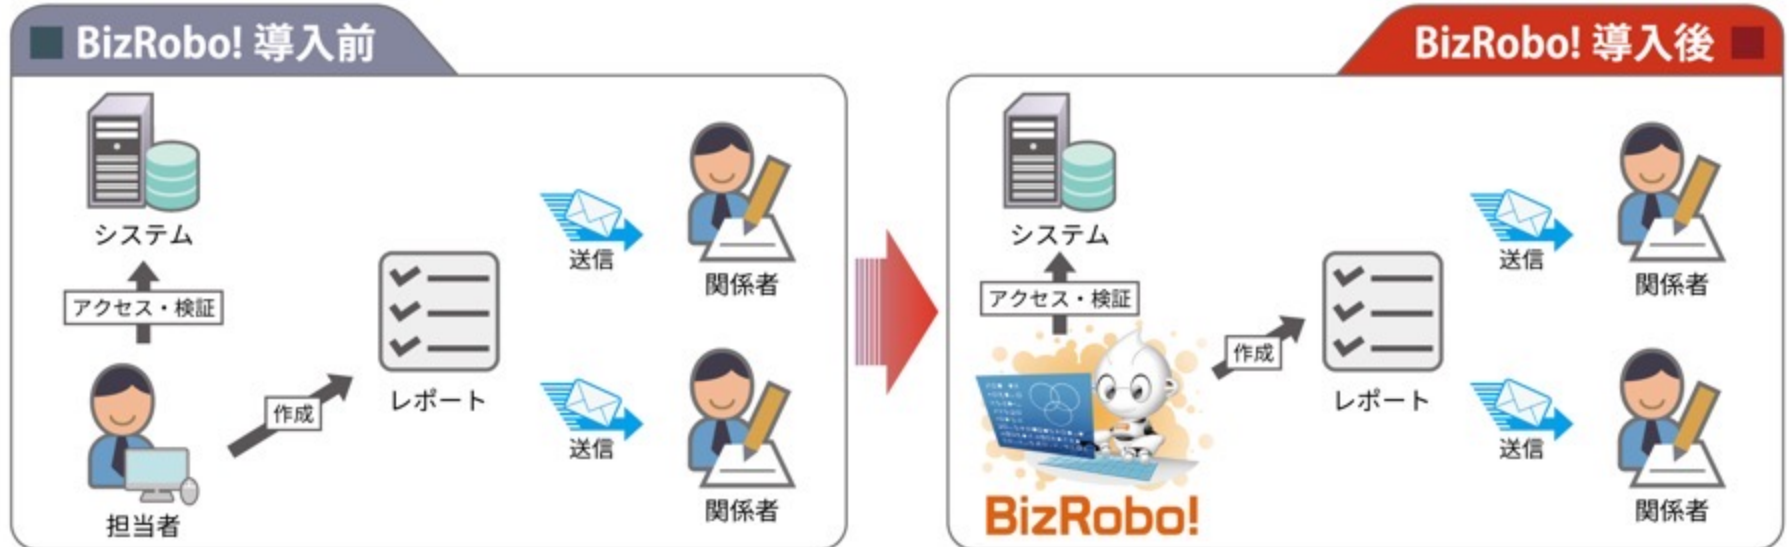 BizRobo! 導入前
システム
アクセス・検証
担当者
作成
レポート
送信
関係者
送信
関係者
BizRobo! 導入後
システム
アクセス・検証
BizRobo!
作成
レポート
送信
関係者
送信
関係者